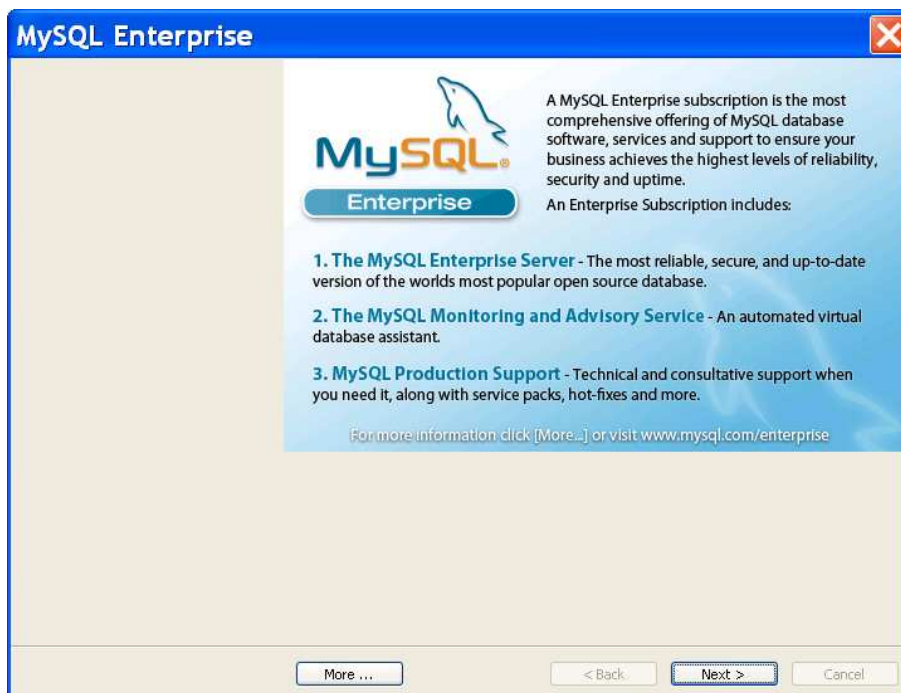 MySQL Enterprise
MySQL®
Enterprise
A MySQL Enterprise subscription is the most
comprehensive offering of MySQL database
software, services and support to ensure your
business achieves the highest levels of reliability,
security and uptime.
An Enterprise Subscription includes:
1. The MySQL Enterprise Server - The most reliable, secure, and up-to-date
version of the worlds most popular open source database.
2. The MySQL Monitoring and Advisory Service - An automated virtual
database assistant.
3. MySQL Production Support - Technical and consultative support when
you need it, along with service packs, hot-fixes and more.
For more information click [More...] or visit www.mysql.com/enterprise
More ... < Back Next > Cancel